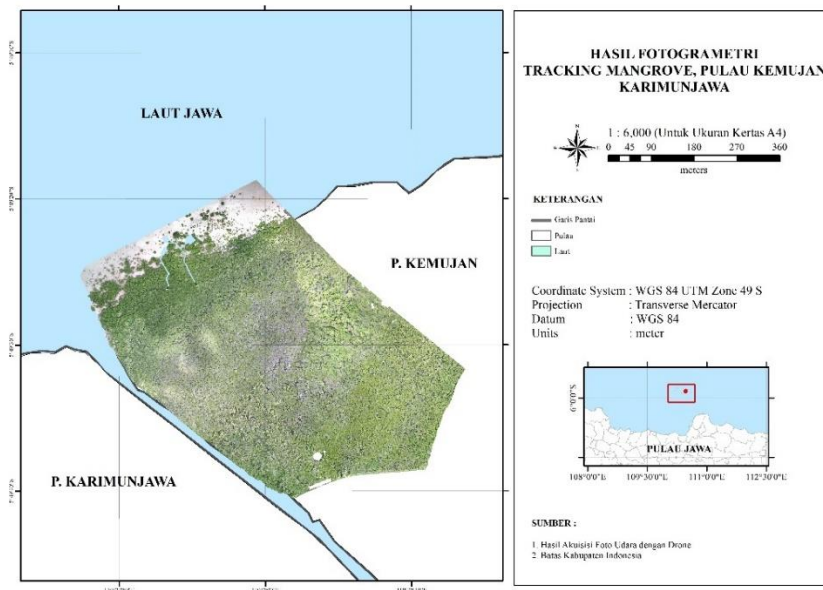 LAUT JAWA
P. KEMUJAN
P. KARIMUNJAWA
HASIL FOTOGRAMETRI
TRACKING MANGROVE, PULAU KEMUJAN
KARIMUNJAWA
N
1 : 6,000 (Untuk Ukuran Kertas A4)
0 45 90 180 270 360
meters
KETERANGAN
Garis Pantai
Pulau
Laut
Coordinate System : WGS 84 UTM Zone 49 S
Projection : Transverse Mercator
Datum : WGS 84
Units : meter
6°0'0"S
PULAU JAWA
108°0'0"E 109°30'0"E 111°0'0"E 112°30'0"E
SUMBER :
1. Hasil Akuisisi Foto Udara dengan Drone
2. Batas Kabupaten Indonesia